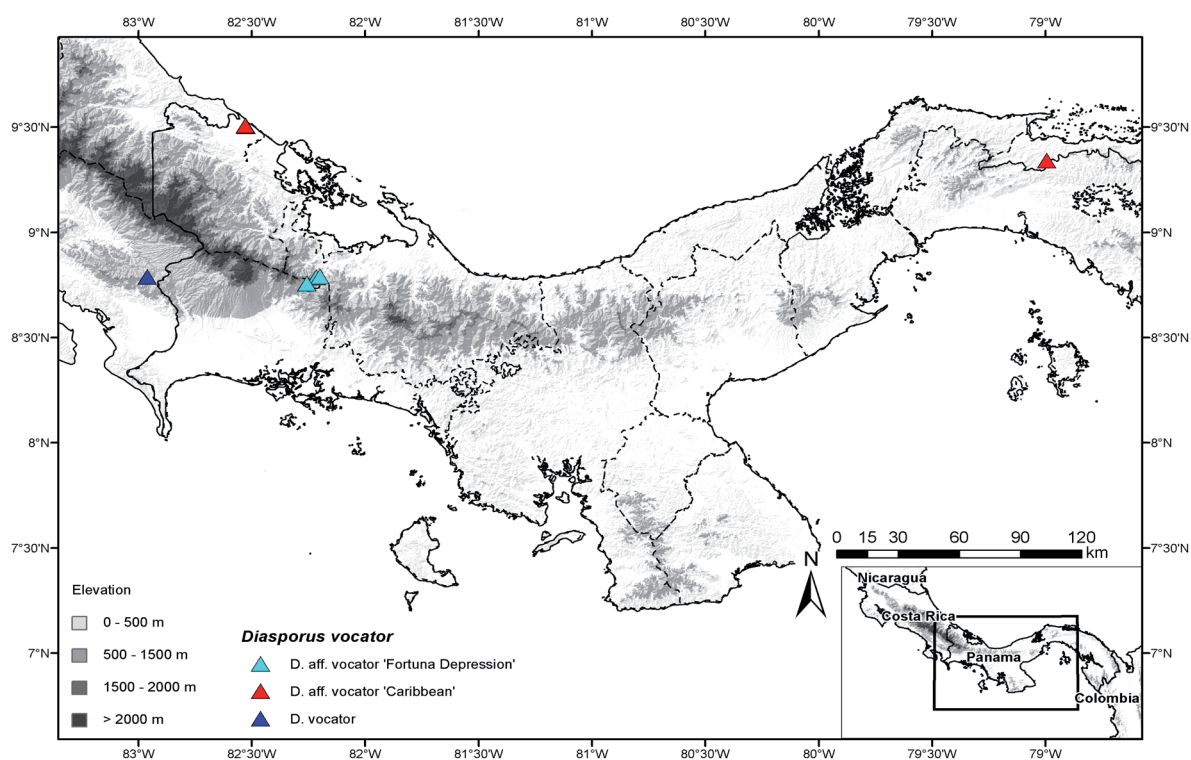 83°W 82°30'W 82°W 81°30'W 81°W 80°30'W 80°W 79°30'W 79°W
9°30'N 9°30'N
9°N 9°N
8°30'N 8°30'N
8°N 8°N
7°30'N 7°30'N
7°N 7°N
0 15 30 60 90 120
km
N
Elevation
0 - 500 m
500 - 1500 m
1500 - 2000 m
> 2000 m
Diasporus vocator
D. aff. vocator 'Fortuna Depression'
D. aff. vocator 'Caribbean'
D. vocator
Nicaragua
Costa Rica
Panama
Colombia
83°W 82°30'W 82°W 81°30'W 81°W 80°30'W 80°W 79°30'W 79°W